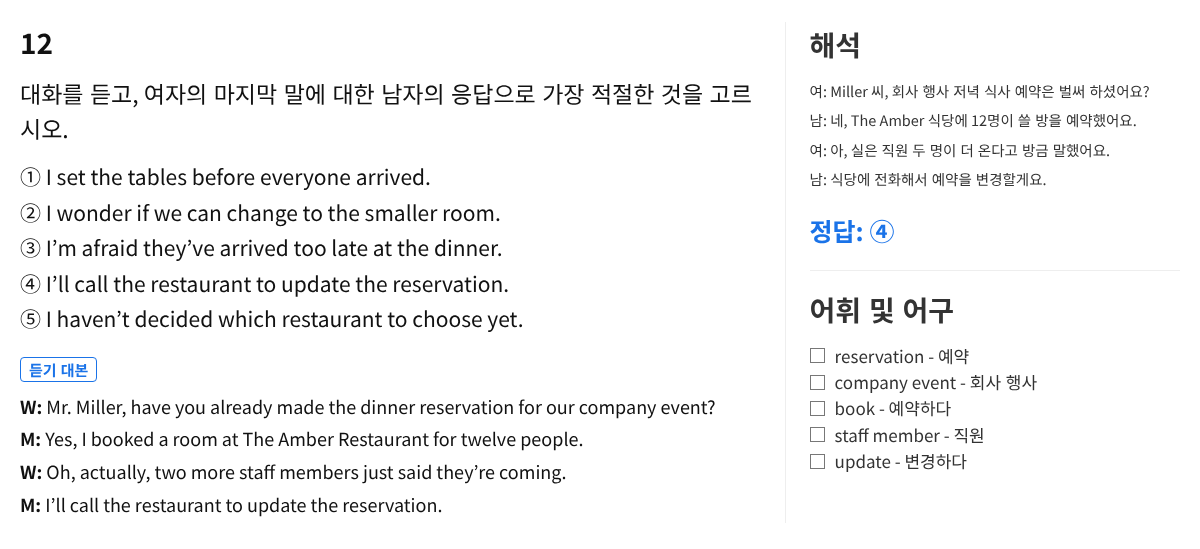 12
대화를 듣고, 여자의 마지막 말에 대한 남자의 응답으로 가장 적절한 것을 고르
시오.
① I set the tables before everyone arrived.
② I wonder if we can change to the smaller room.
③ I’m afraid they’ve arrived too late at the dinner.
④ I’ll call the restaurant to update the reservation.
⑤ I haven’t decided which restaurant to choose yet.
듣기 대본
W: Mr. Miller, have you already made the dinner reservation for our company event?
M: Yes, I booked a room at The Amber Restaurant for twelve people.
W: Oh, actually, two more staff members just said they’re coming.
M: I’ll call the restaurant to update the reservation.
해석
여: Miller 씨, 회사 행사 저녁 식사 예약은 벌써 하셨어요?
남: 네, The Amber 식당에 12명이 쓸 방을 예약했어요.
여: 아, 실은 직원 두 명이 더 온다고 방금 말했어요.
남: 식당에 전화해서 예약을 변경할게요.
정답: ④
어휘 및 어구
□ reservation - 예약
□ company event - 회사 행사
□ book - 예약하다
□ staff member - 직원
□ update - 변경하다